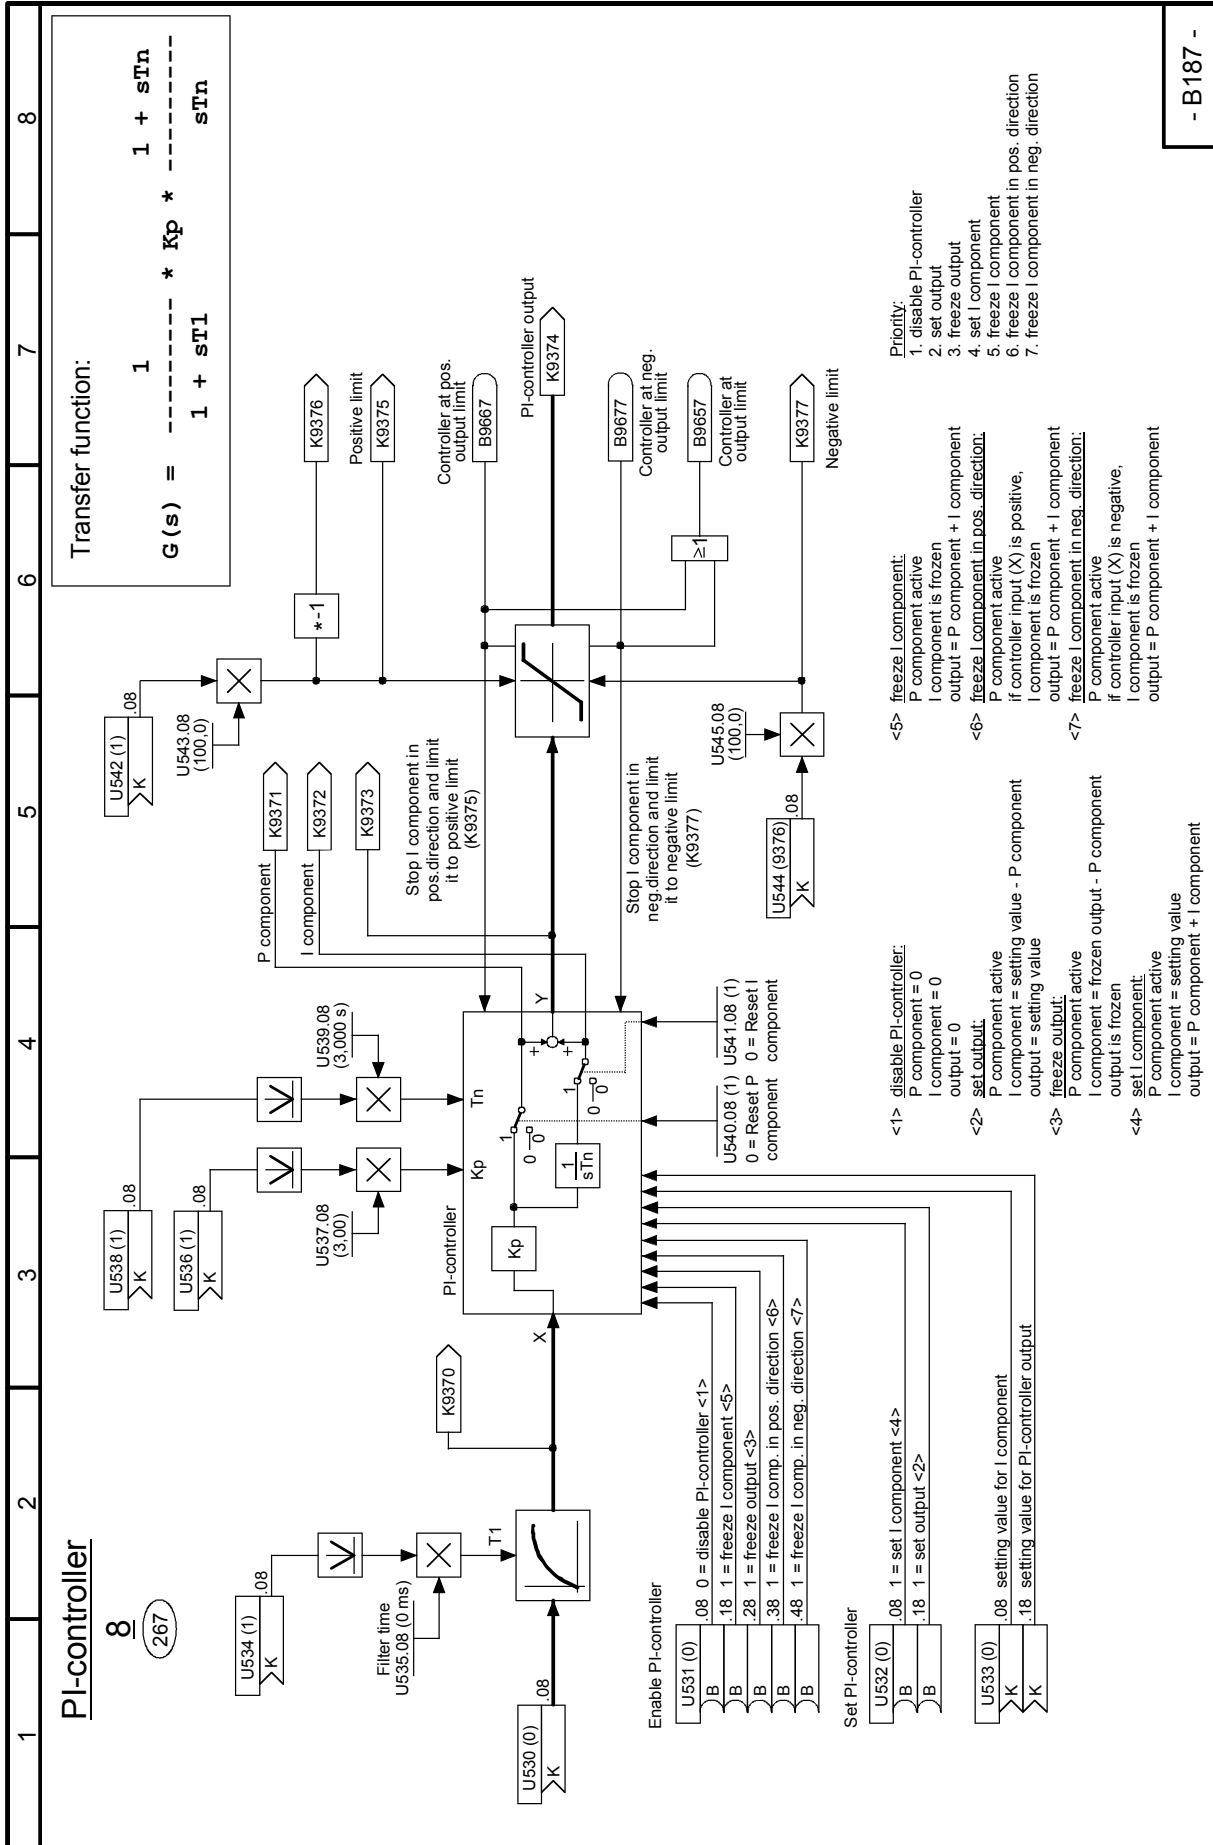 1 2 3 4 5 6 7 8
PI-controller
8
267
Transfer function:
1 1 + sTn
G(s) = --------- * Kp * ---------
1 + sT1 sTn
U534 (1)
K
.08
Filter time
U535.08 (0 ms)
T1
U530 (0)
K
.08
K9370
X
U538 (1)
K
.08
U536 (1)
K
.08
U537.08
(3,00)
U539.08
(3,000 s)
PI-controller
Kp
Tn
Kp
1
sTn
1
0
0
1
0
0
+
+
Y
P component
K9371
I component
K9372
K9373
U540.08 (1)
0 = Reset P
component
U541.08 (1)
0 = Reset I
component
Stop I component in
pos.direction and limit
it to positive limit
(K9375)
Stop I component in
neg.direction and limit
it to negative limit
(K9377)
U542 (1)
K
.08
U543.08
(100,0)
*-1
K9376
Positive limit
K9375
Controller at pos.
output limit
B9667
PI-controller output
K9374
B9677
Controller at neg.
output limit
≥1
B9657
Controller at
output limit
K9377
Negative limit
U545.08
(100,0)
U544 (9376)
K
.08
Enable PI-controller
U531 (0)
B .08 0 = disable PI-controller <1>
B .18 1 = freeze I component <5>
B .28 1 = freeze output <3>
B .38 1 = freeze I comp. in pos. direction <6>
B .48 1 = freeze I comp. in neg. direction <7>
Set PI-controller
U532 (0)
B .08 1 = set I component <4>
B .18 1 = set output <2>
U533 (0)
K .08 setting value for I component
K .18 setting value for PI-controller output
<1> disable PI-controller:
P component = 0
I component = 0
output = 0
<2> set output:
P component active
I component = setting value - P component
output = setting value
<3> freeze output:
P component active
I component = frozen output - P component
output is frozen
<4> set I component:
P component active
I component = setting value
output = P component + I component
<5> freeze I component:
P component active
I component is frozen
output = P component + I component
<6> freeze I component in pos. direction:
P component active
if controller input (X) is positive,
I component is frozen
output = P component + I component
<7> freeze I component in neg. direction:
P component active
if controller input (X) is negative,
I component is frozen
output = P component + I component
Priority:
1. disable PI-controller
2. set output
3. freeze output
4. set I component
5. freeze I component
6. freeze I component in pos. direction
7. freeze I component in neg. direction
- B187 -